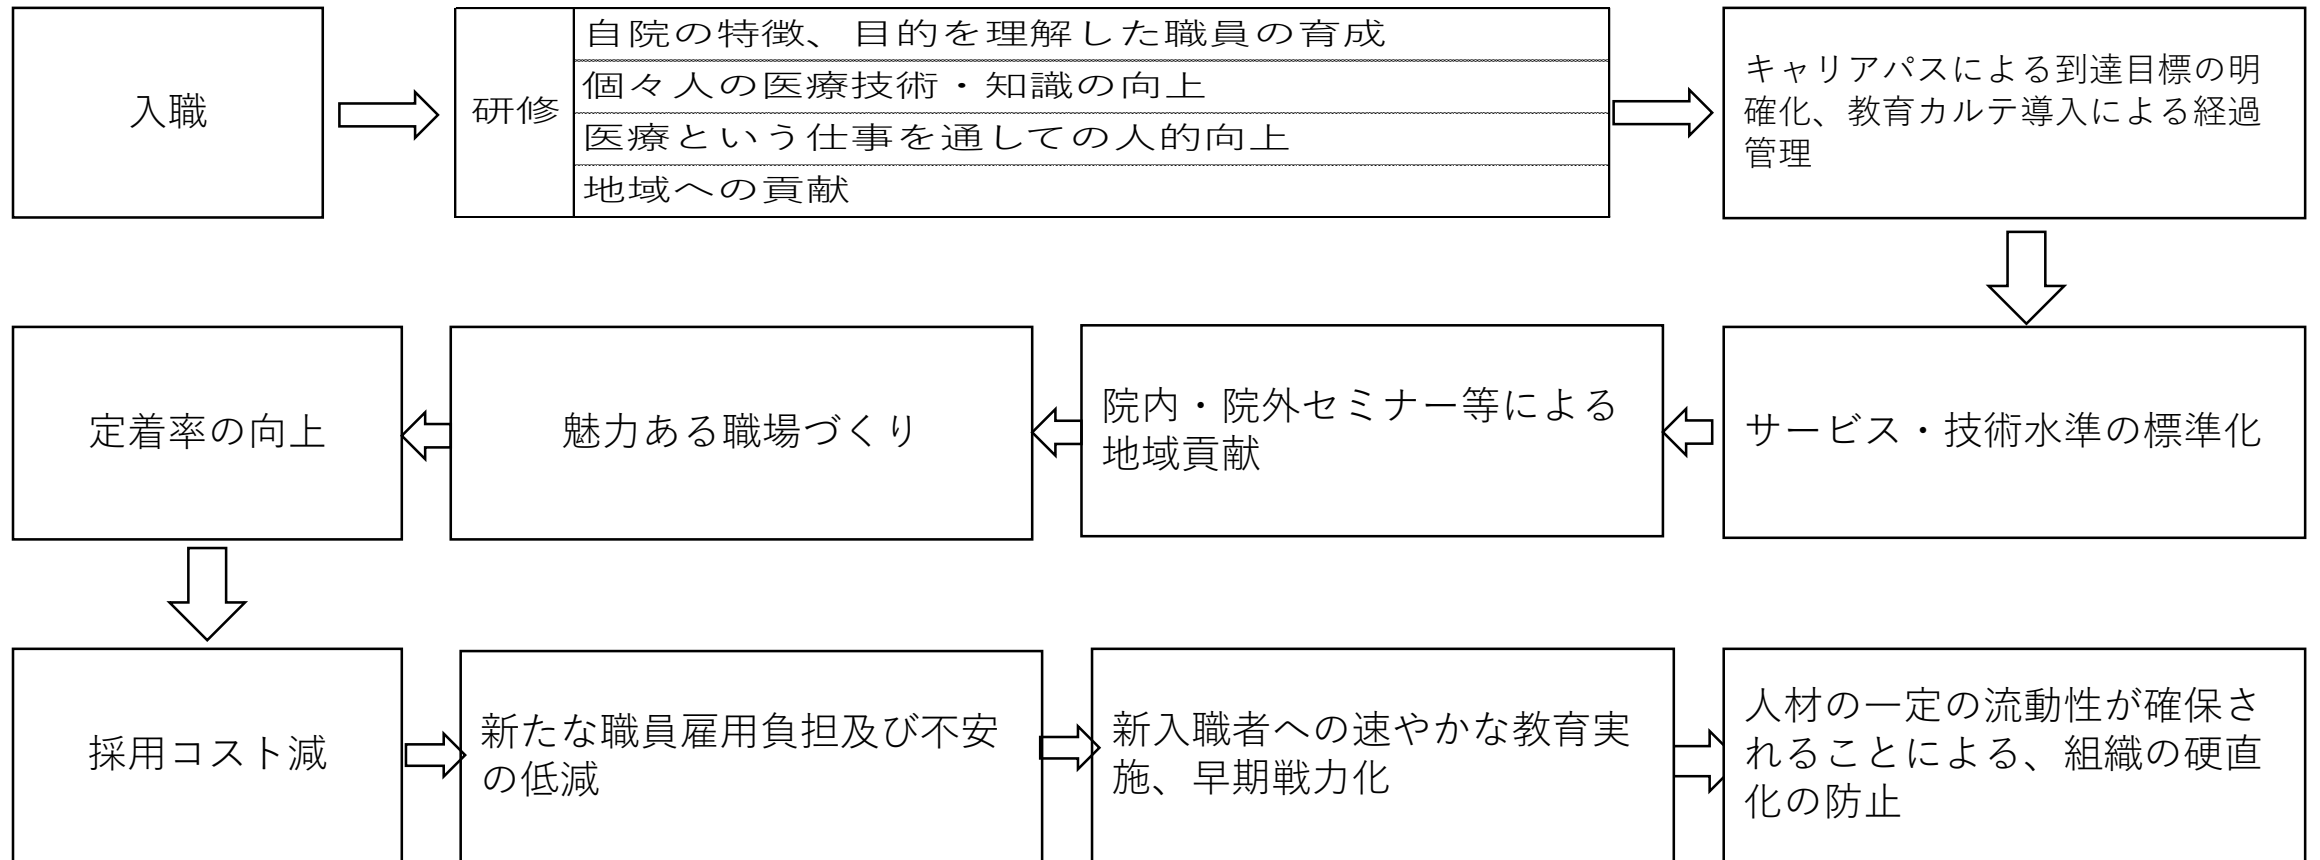 入職
研修
自院の特徴、目的を理解した職員の育成
個々人の医療技術・知識の向上
医療という仕事を通しての人的向上
地域への貢献
キャリアパスによる到達目標の明
確化、教育カルテ導入による経過
管理
サービス・技術水準の標準化
院内・院外セミナー等による
地域貢献
魅力ある職場づくり
定着率の向上
採用コスト減
新たな職員雇用負担及び不安
の低減
新入職者への速やかな教育実
施、早期戦力化
人材の一定の流動性が確保さ
れることによる、組織の硬直
化の防止